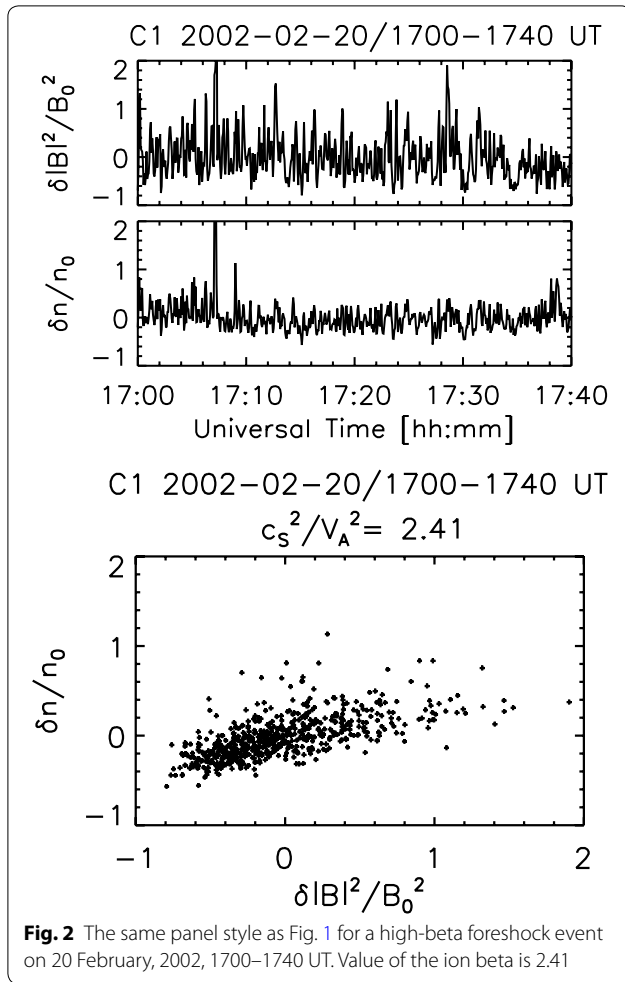 C1 2002−02−20/1700−1740 UT
δ|B|²/B₀²
2
1
0
−1
δn/n₀
2
1
0
−1
17:00 17:10 17:20 17:30 17:40
Universal Time [hh:mm]
C1 2002−02−20/1700−1740 UT
c_S²/V_A²= 2.41
δn/n₀
2
1
0
−1
−1 0 1 2
δ|B|²/B₀²
Fig. 2 The same panel style as Fig. 1 for a high-beta foreshock event
on 20 February, 2002, 1700–1740 UT. Value of the ion beta is 2.41